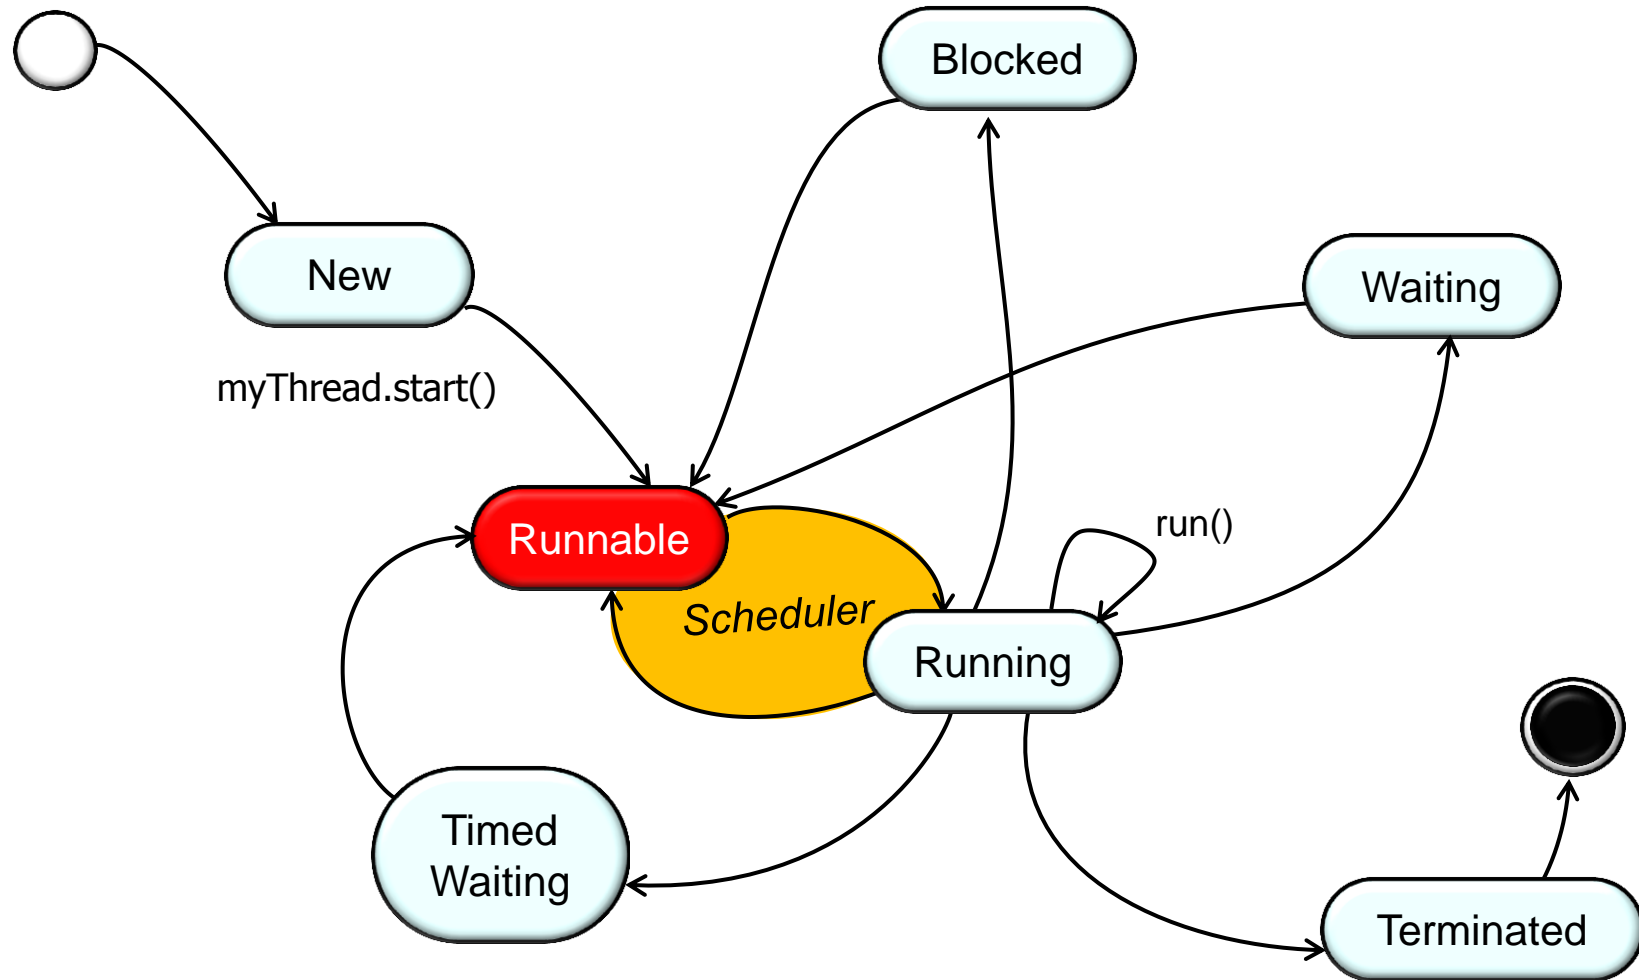 Blocked
New
Waiting
myThread.start()
Runnable
run()
Scheduler
Running
Timed
Waiting
Terminated